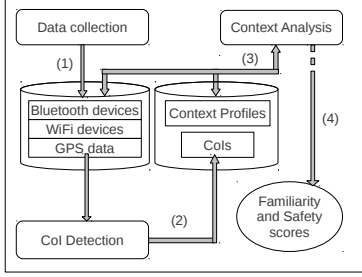 Data collection
Context Analysis
(1)
(3)
Bluetooth devices
WiFi devices
GPS data
Context Profiles
CoIs
(4)
(2)
CoI Detection
Familiarity
and Safety
scores